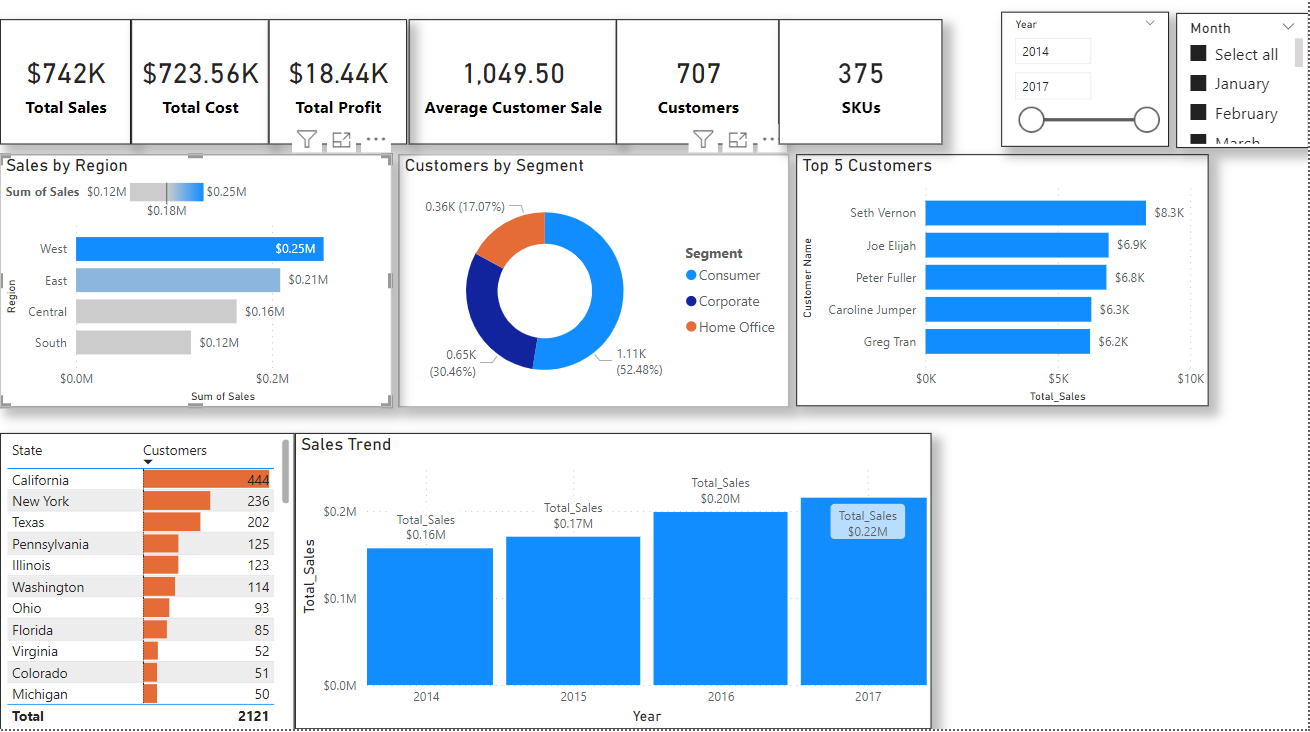 $742K
Total Sales
$723.56K
Total Cost
$18.44K
Total Profit
1,049.50
Average Customer Sale
707
Customers
375
SKUs
Year
2014
2017
Month
Select all
January
February
March
Sales by Region
Sum of Sales $0.12M $0.25M
$0.18M
Region
West $0.25M
East $0.21M
Central $0.16M
South $0.12M
$0.0M $0.2M
Sum of Sales
Customers by Segment
0.36K (17.07%)
0.65K
(30.46%)
1.11K
(52.48%)
Segment
Consumer
Corporate
Home Office
Top 5 Customers
Customer Name
Seth Vernon $8.3K
Joe Elijah $6.9K
Peter Fuller $6.8K
Caroline Jumper $6.3K
Greg Tran $6.2K
$0K $5K $10K
Total_Sales
State Customers
California 444
New York 236
Texas 202
Pennsylvania 125
Illinois 123
Washington 114
Ohio 93
Florida 85
Virginia 52
Colorado 51
Michigan 50
Total 2121
Sales Trend
Total_Sales
$0.2M
$0.1M
$0.0M
Total_Sales
$0.16M
Total_Sales
$0.17M
Total_Sales
$0.20M
Total_Sales
$0.22M
2014 2015 2016 2017
Year